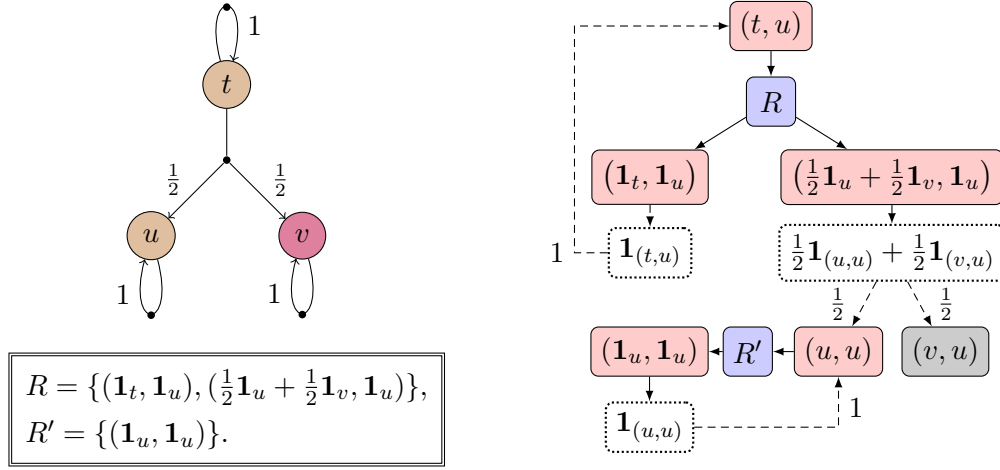 1
t
1/2 1/2
u v
1 1
R = {(𝟏_t, 𝟏_u), (1/2 𝟏_u + 1/2 𝟏_v, 𝟏_u)},
R′ = {(𝟏_u, 𝟏_u)}.
(t, u)
R
(𝟏_t, 𝟏_u) (1/2 𝟏_u + 1/2 𝟏_v, 𝟏_u)
1 𝟏_(t,u) 1/2 𝟏_(u,u) + 1/2 𝟏_(v,u)
1/2 1/2
(𝟏_u, 𝟏_u) R′ (u, u) (v, u)
𝟏_(u,u) 1